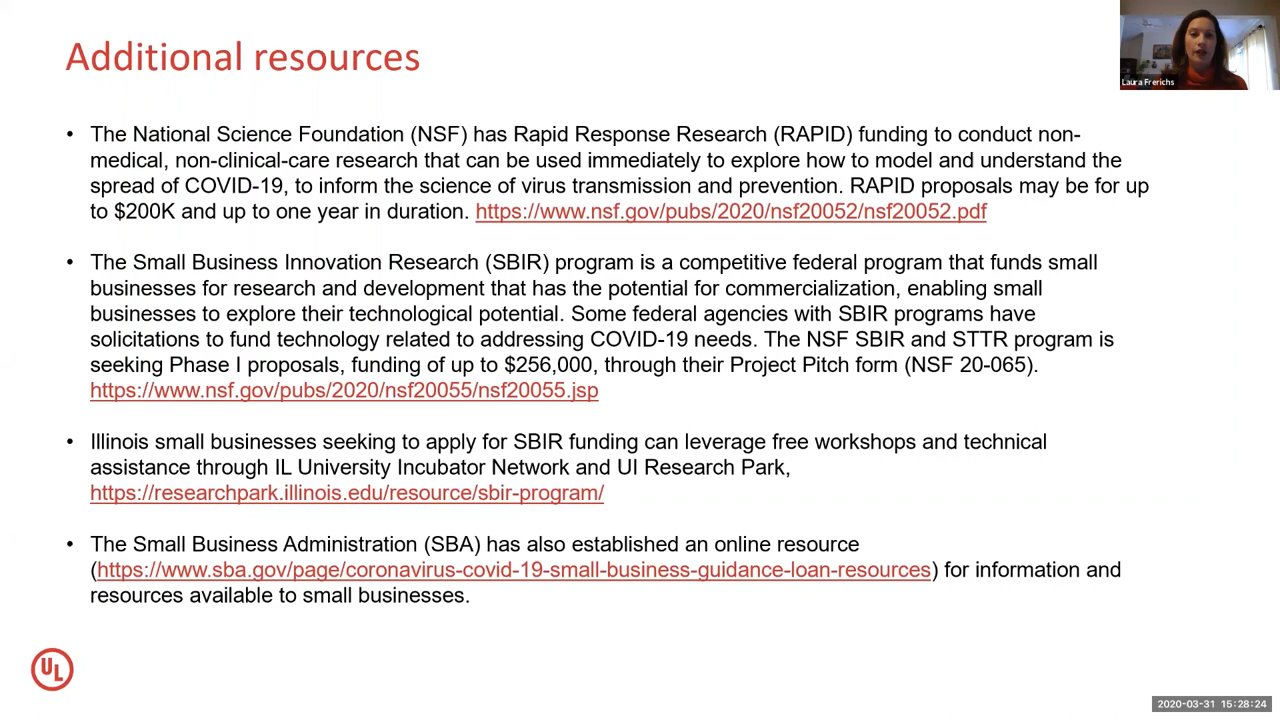 Additional resources
Laura Frerichs
• The National Science Foundation (NSF) has Rapid Response Research (RAPID) funding to conduct non-
medical, non-clinical-care research that can be used immediately to explore how to model and understand the
spread of COVID-19, to inform the science of virus transmission and prevention. RAPID proposals may be for up
to $200K and up to one year in duration. https://www.nsf.gov/pubs/2020/nsf20052/nsf20052.pdf
• The Small Business Innovation Research (SBIR) program is a competitive federal program that funds small
businesses for research and development that has the potential for commercialization, enabling small
businesses to explore their technological potential. Some federal agencies with SBIR programs have
solicitations to fund technology related to addressing COVID-19 needs. The NSF SBIR and STTR program is
seeking Phase I proposals, funding of up to $256,000, through their Project Pitch form (NSF 20-065).
https://www.nsf.gov/pubs/2020/nsf20055/nsf20055.jsp
• Illinois small businesses seeking to apply for SBIR funding can leverage free workshops and technical
assistance through IL University Incubator Network and UI Research Park,
https://researchpark.illinois.edu/resource/sbir-program/
• The Small Business Administration (SBA) has also established an online resource
(https://www.sba.gov/page/coronavirus-covid-19-small-business-guidance-loan-resources) for information and
resources available to small businesses.
UL
2020-03-31 15:28:24